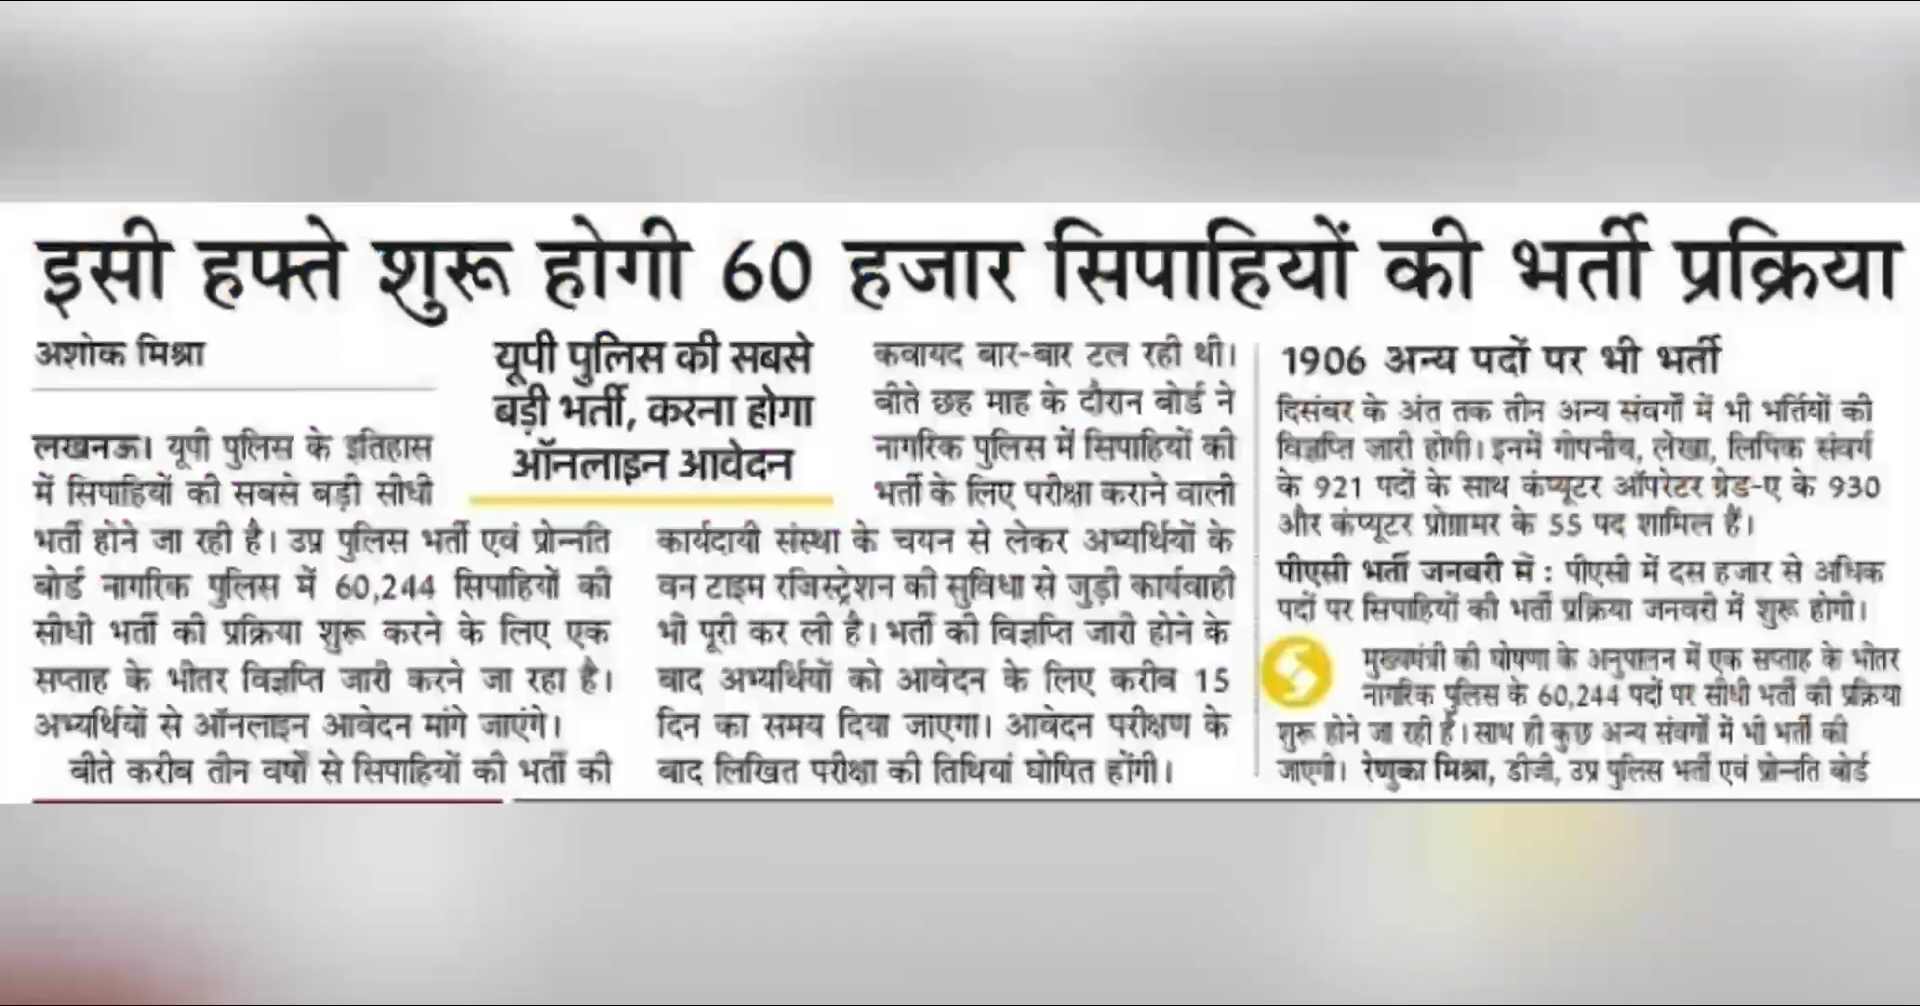 इसी हफ्ते शुरू होगी 60 हजार सिपाहियों की भर्ती प्रक्रिया
अशोक मिश्रा
लखनऊ। यूपी पुलिस के इतिहास
में सिपाहियों की सबसे बड़ी सीधी
भर्ती होने जा रही है। उप्र पुलिस भर्ती एवं प्रोन्नति
बोर्ड नागरिक पुलिस में 60,244 सिपाहियों की
सीधी भर्ती की प्रक्रिया शुरू करने के लिए एक
सप्ताह के भीतर विज्ञप्ति जारी करने जा रहा है।
अभ्यर्थियों से ऑनलाइन आवेदन मांगे जाएंगे।
बीते करीब तीन वर्षों से सिपाहियों की भर्ती की
यूपी पुलिस की सबसे
बड़ी भर्ती, करना होगा
ऑनलाइन आवेदन
कवायद बार-बार टल रही थी।
बीते छह माह के दौरान बोर्ड ने
नागरिक पुलिस में सिपाहियों की
भर्ती के लिए परीक्षा कराने वाली
कार्यदायी संस्था के चयन से लेकर अभ्यर्थियों के
वन टाइम रजिस्ट्रेशन की सुविधा से जुड़ी कार्यवाही
भी पूरी कर ली है। भर्ती की विज्ञप्ति जारी होने के
बाद अभ्यर्थियों को आवेदन के लिए करीब 15
दिन का समय दिया जाएगा। आवेदन परीक्षण के
बाद लिखित परीक्षा की तिथियां घोषित होंगी।
1906 अन्य पदों पर भी भर्ती
दिसंबर के अंत तक तीन अन्य संवर्गों में भी भर्तियों की
विज्ञप्ति जारी होगी। इनमें गोपनीय, लेखा, लिपिक संवर्ग
के 921 पदों के साथ कंप्यूटर ऑपरेटर ग्रेड-ए के 930
और कंप्यूटर प्रोग्रामर के 55 पद शामिल हैं।
पीएसी भर्ती जनवरी में : पीएसी में दस हजार से अधिक
पदों पर सिपाहियों की भर्ती प्रक्रिया जनवरी में शुरू होगी।
मुख्यमंत्री की घोषणा के अनुपालन में एक सप्ताह के भीतर
नागरिक पुलिस के 60,244 पदों पर सीधी भर्ती की प्रक्रिया
शुरू होने जा रही है। साथ ही कुछ अन्य संवर्गों में भी भर्ती की
जाएगी। रेणुका मिश्रा, डीजी, उप्र पुलिस भर्ती एवं प्रोन्नति बोर्ड